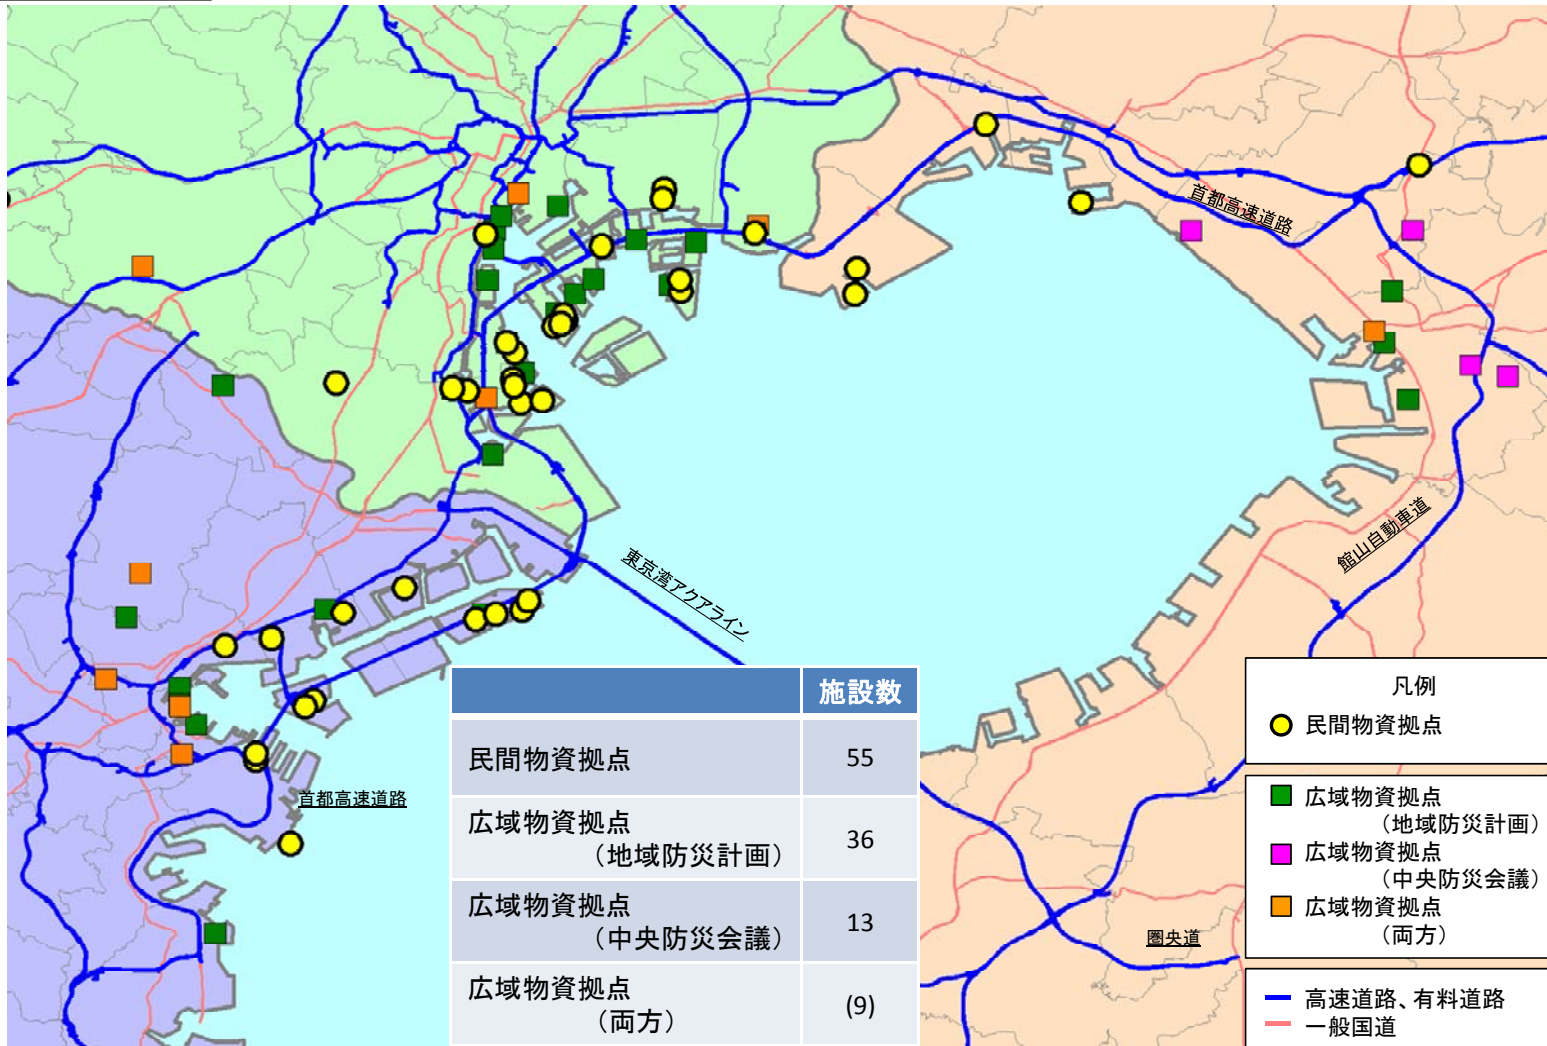 首都高速道路
東京湾アクアライン
館山自動車道
首都高速道路
圏央道
施設数
民間物資拠点 55
広域物資拠点
（地域防災計画） 36
広域物資拠点
（中央防災会議） 13
広域物資拠点
（両方） (9)
凡例
民間物資拠点
広域物資拠点
（地域防災計画）
広域物資拠点
（中央防災会議）
広域物資拠点
（両方）
高速道路、有料道路
一般国道